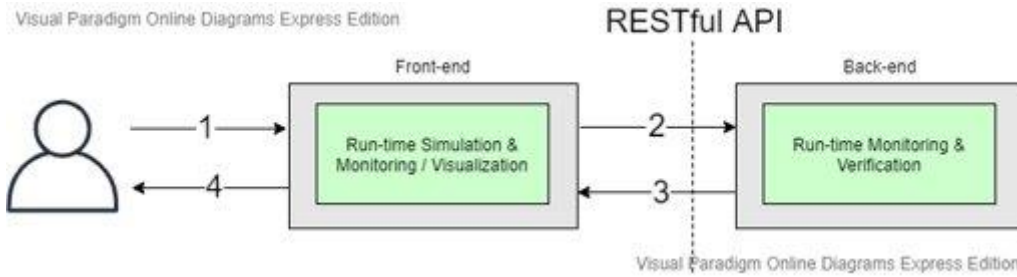 Visual Paradigm Online Diagrams Express Edition
RESTful API
Front-end
Back-end
1
2
Run-time Simulation &
Monitoring / Visualization
Run-time Monitoring &
Verification
4
3
Visual Paradigm Online Diagrams Express Edition